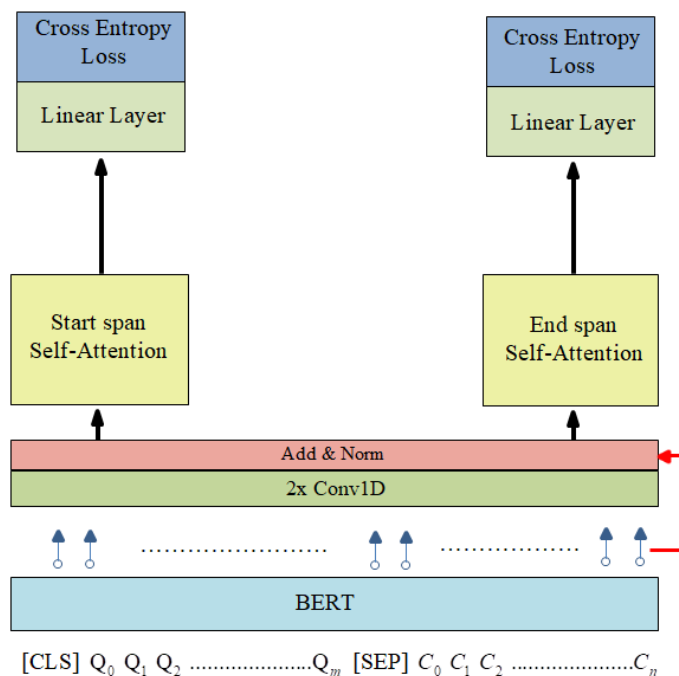 Cross Entropy
Loss
Linear Layer
Cross Entropy
Loss
Linear Layer
Start span
Self-Attention
End span
Self-Attention
Add & Norm
2x Conv1D
BERT
[CLS] Q₀ Q₁ Q₂ ......................Qₘ [SEP] C₀ C₁ C₂ ......................Cₙ